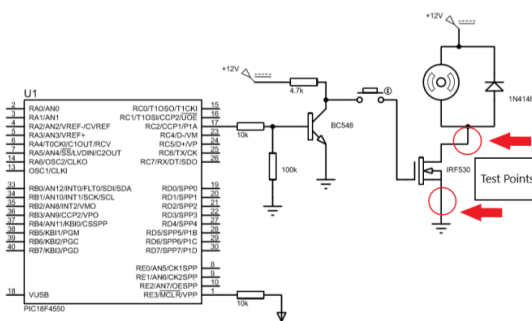 +12V
+12V
U1
4.7k
1N4148
BC548
10k
IRF530
Test Points
100k
2 RA0/AN0
3 RA1/AN1
4 RA2/AN2/VREF-/CVREF
5 RA3/AN3/VREF+
6 RA4/T0CKI/C1OUT/RCV
7 RA5/AN4/SS/LVDIN/C2OUT
14 RA6/OSC2/CLKO
13 OSC1/CLKI
33 RB0/AN12/INT0/FLT0/SDI/SDA
34 RB1/AN10/INT1/SCK/SCL
35 RB2/AN8/INT2/VMO
36 RB3/AN9/CCP2/VPO
37 RB4/AN11/KBI0/CSSPP
38 RB5/KBI1/PGM
39 RB6/KBI2/PGC
40 RB7/KBI3/PGD
18 VUSB
RC0/T1OSO/T1CKI 15
RC1/T1OSI/CCP2/UOE 16
RC2/CCP1/P1A 17
RC4/D-/VM 23
RC5/D+/VP 24
RC6/TX/CK 25
RC7/RX/DT/SDO 26
RD0/SPP0 19
RD1/SPP1 20
RD2/SPP2 21
RD3/SPP3 22
RD4/SPP4 27
RD5/SPP5/P1B 28
RD6/SPP6/P1C 29
RD7/SPP7/P1D 30
RE0/AN5/CK1SPP 8
RE1/AN6/CK2SPP 9
RE2/AN7/OESPP 10
RE3/MCLR/VPP 1
10k
PIC18F4550